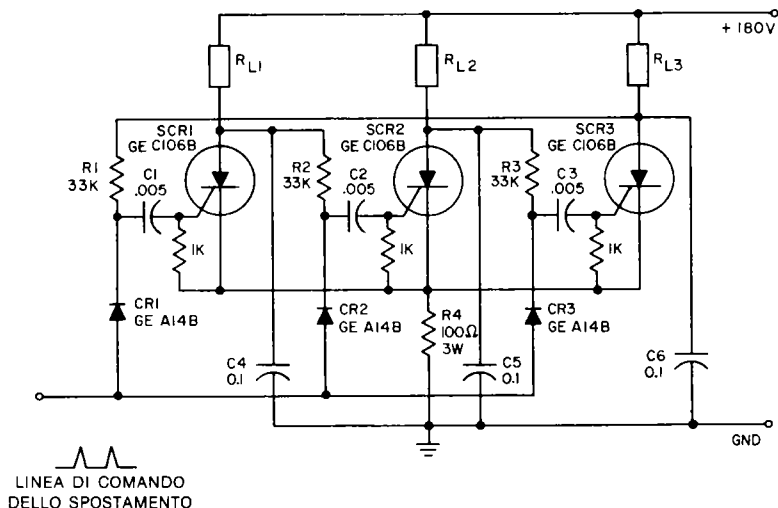 + 180V
RL1
RL2
RL3
SCR1
GE C106B
SCR2
GE C106B
SCR3
GE C106B
R1
33K
C1
.005
R2
33K
C2
.005
R3
33K
C3
.005
1K
1K
1K
CR1
GE A14B
CR2
GE A14B
R4
100Ω
3W
CR3
GE A14B
C4
0.1
C5
0.1
C6
0.1
GND
LINEA DI COMANDO
DELLO SPOSTAMENTO